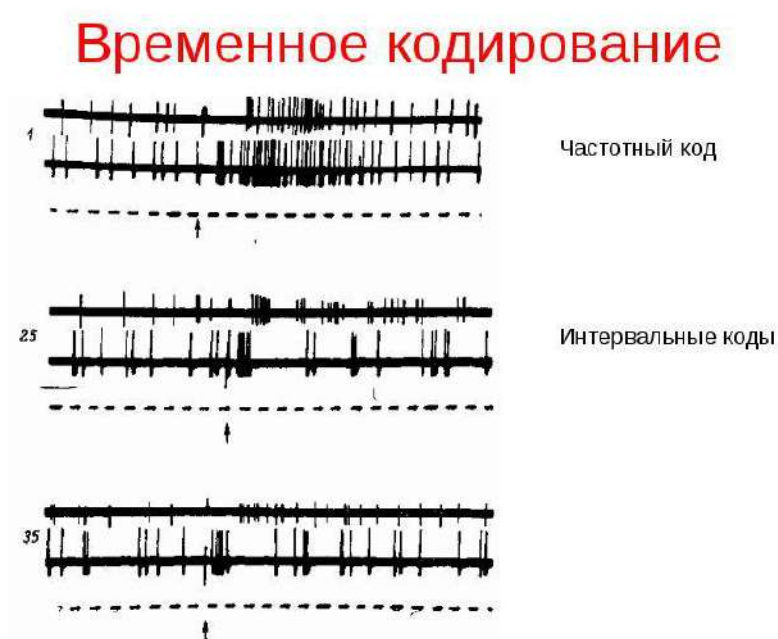 Временное кодирование
1
Частотный код
25
Интервальные коды
35